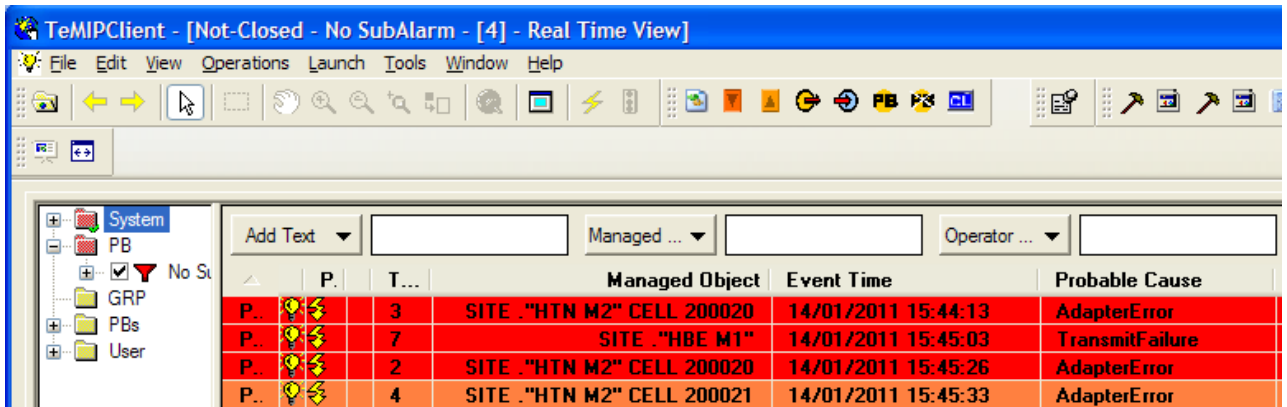 TeMIPClient - [Not-Closed - No SubAlarm - [4] - Real Time View]
File Edit View Operations Launch Tools Window Help
PB PB CL
System
PB
No Su
GRP
PBs
User
Add Text Managed ... Operator ...
P. T... Managed Object Event Time Probable Cause
P.. 3 SITE ."HTN M2" CELL 200020 14/01/2011 15:44:13 AdapterError
P.. 7 SITE ."HBE M1" 14/01/2011 15:45:03 TransmitFailure
P.. 2 SITE ."HTN M2" CELL 200020 14/01/2011 15:45:26 AdapterError
P.. 4 SITE ."HTN M2" CELL 200021 14/01/2011 15:45:33 AdapterError